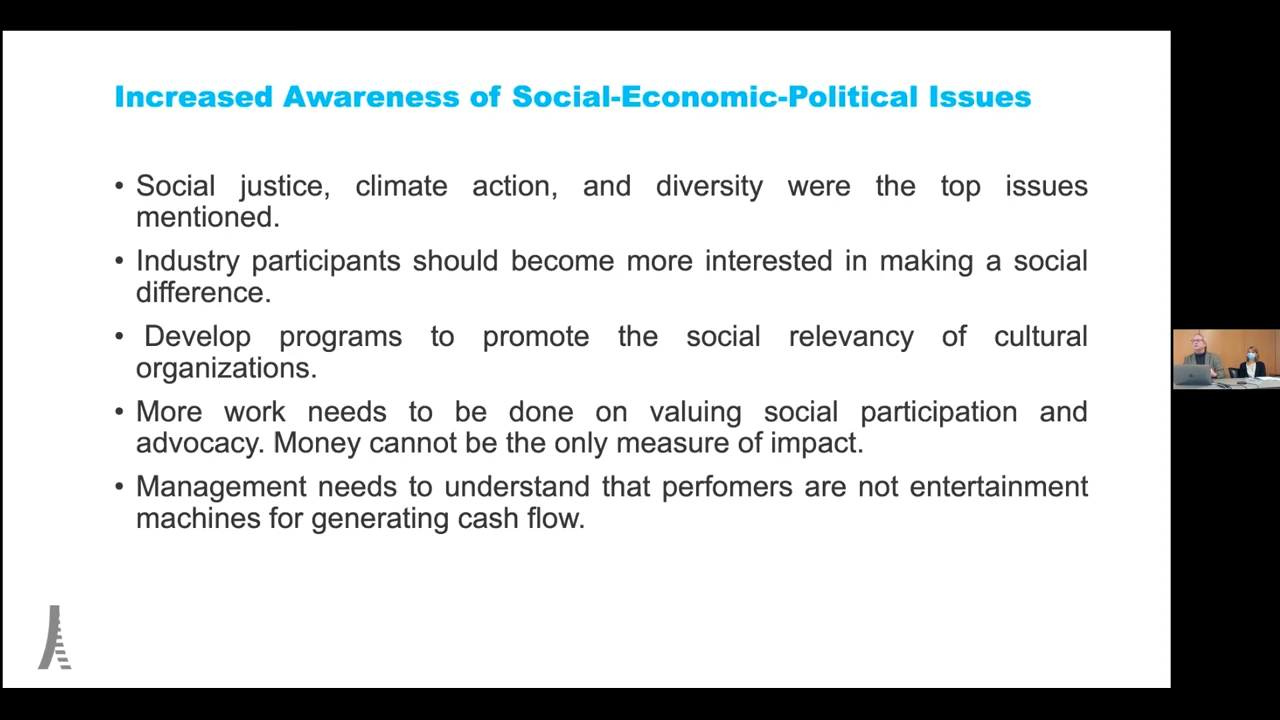 Increased Awareness of Social-Economic-Political Issues
• Social justice, climate action, and diversity were the top issues
mentioned.
• Industry participants should become more interested in making a social
difference.
• Develop programs to promote the social relevancy of cultural
organizations.
• More work needs to be done on valuing social participation and
advocacy. Money cannot be the only measure of impact.
• Management needs to understand that perfomers are not entertainment
machines for generating cash flow.